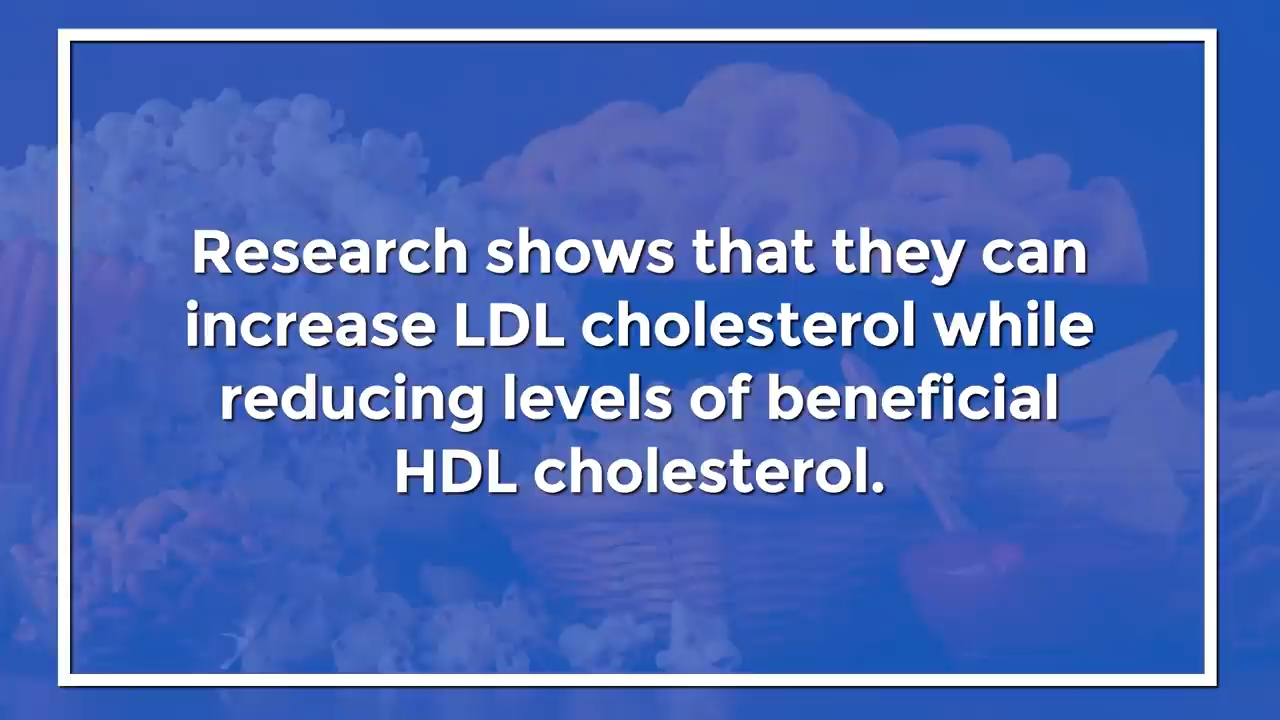 Research shows that they can
increase LDL cholesterol while
reducing levels of beneficial
HDL cholesterol.